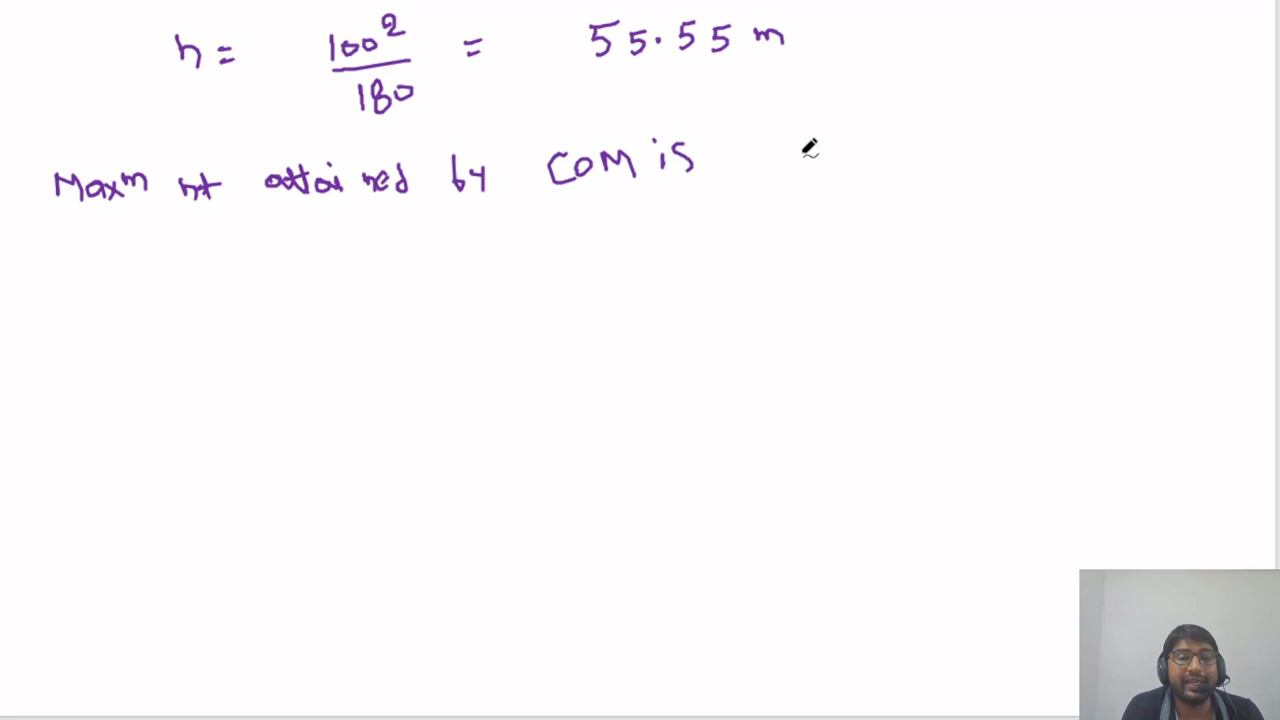 h = 100² / 180 = 55.55 m
Maxm ht attained by COM is